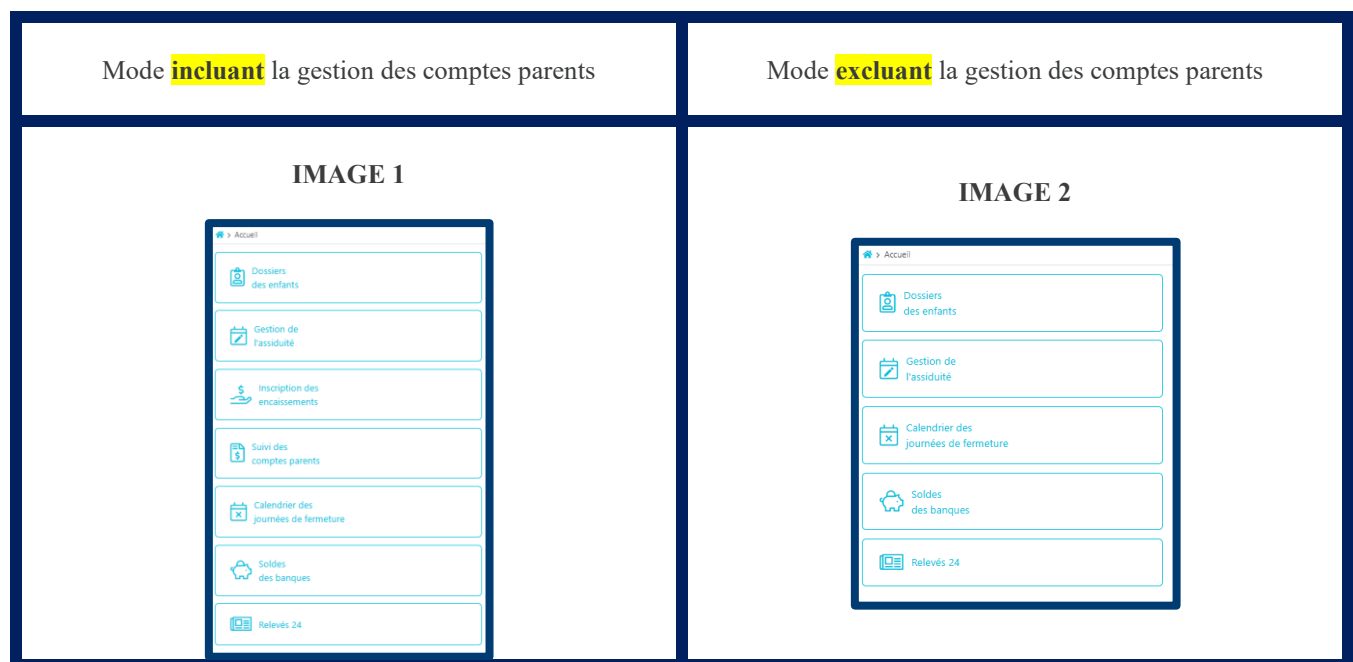 Mode incluant la gestion des comptes parents
Mode excluant la gestion des comptes parents
IMAGE 1
> Accueil
Dossiers
des enfants
Gestion de
l'assiduité
Inscription des
encaissements
Suivi des
comptes parents
Calendrier des
journées de fermeture
Soldes
des banques
Relevés 24
IMAGE 2
> Accueil
Dossiers
des enfants
Gestion de
l'assiduité
Calendrier des
journées de fermeture
Soldes
des banques
Relevés 24